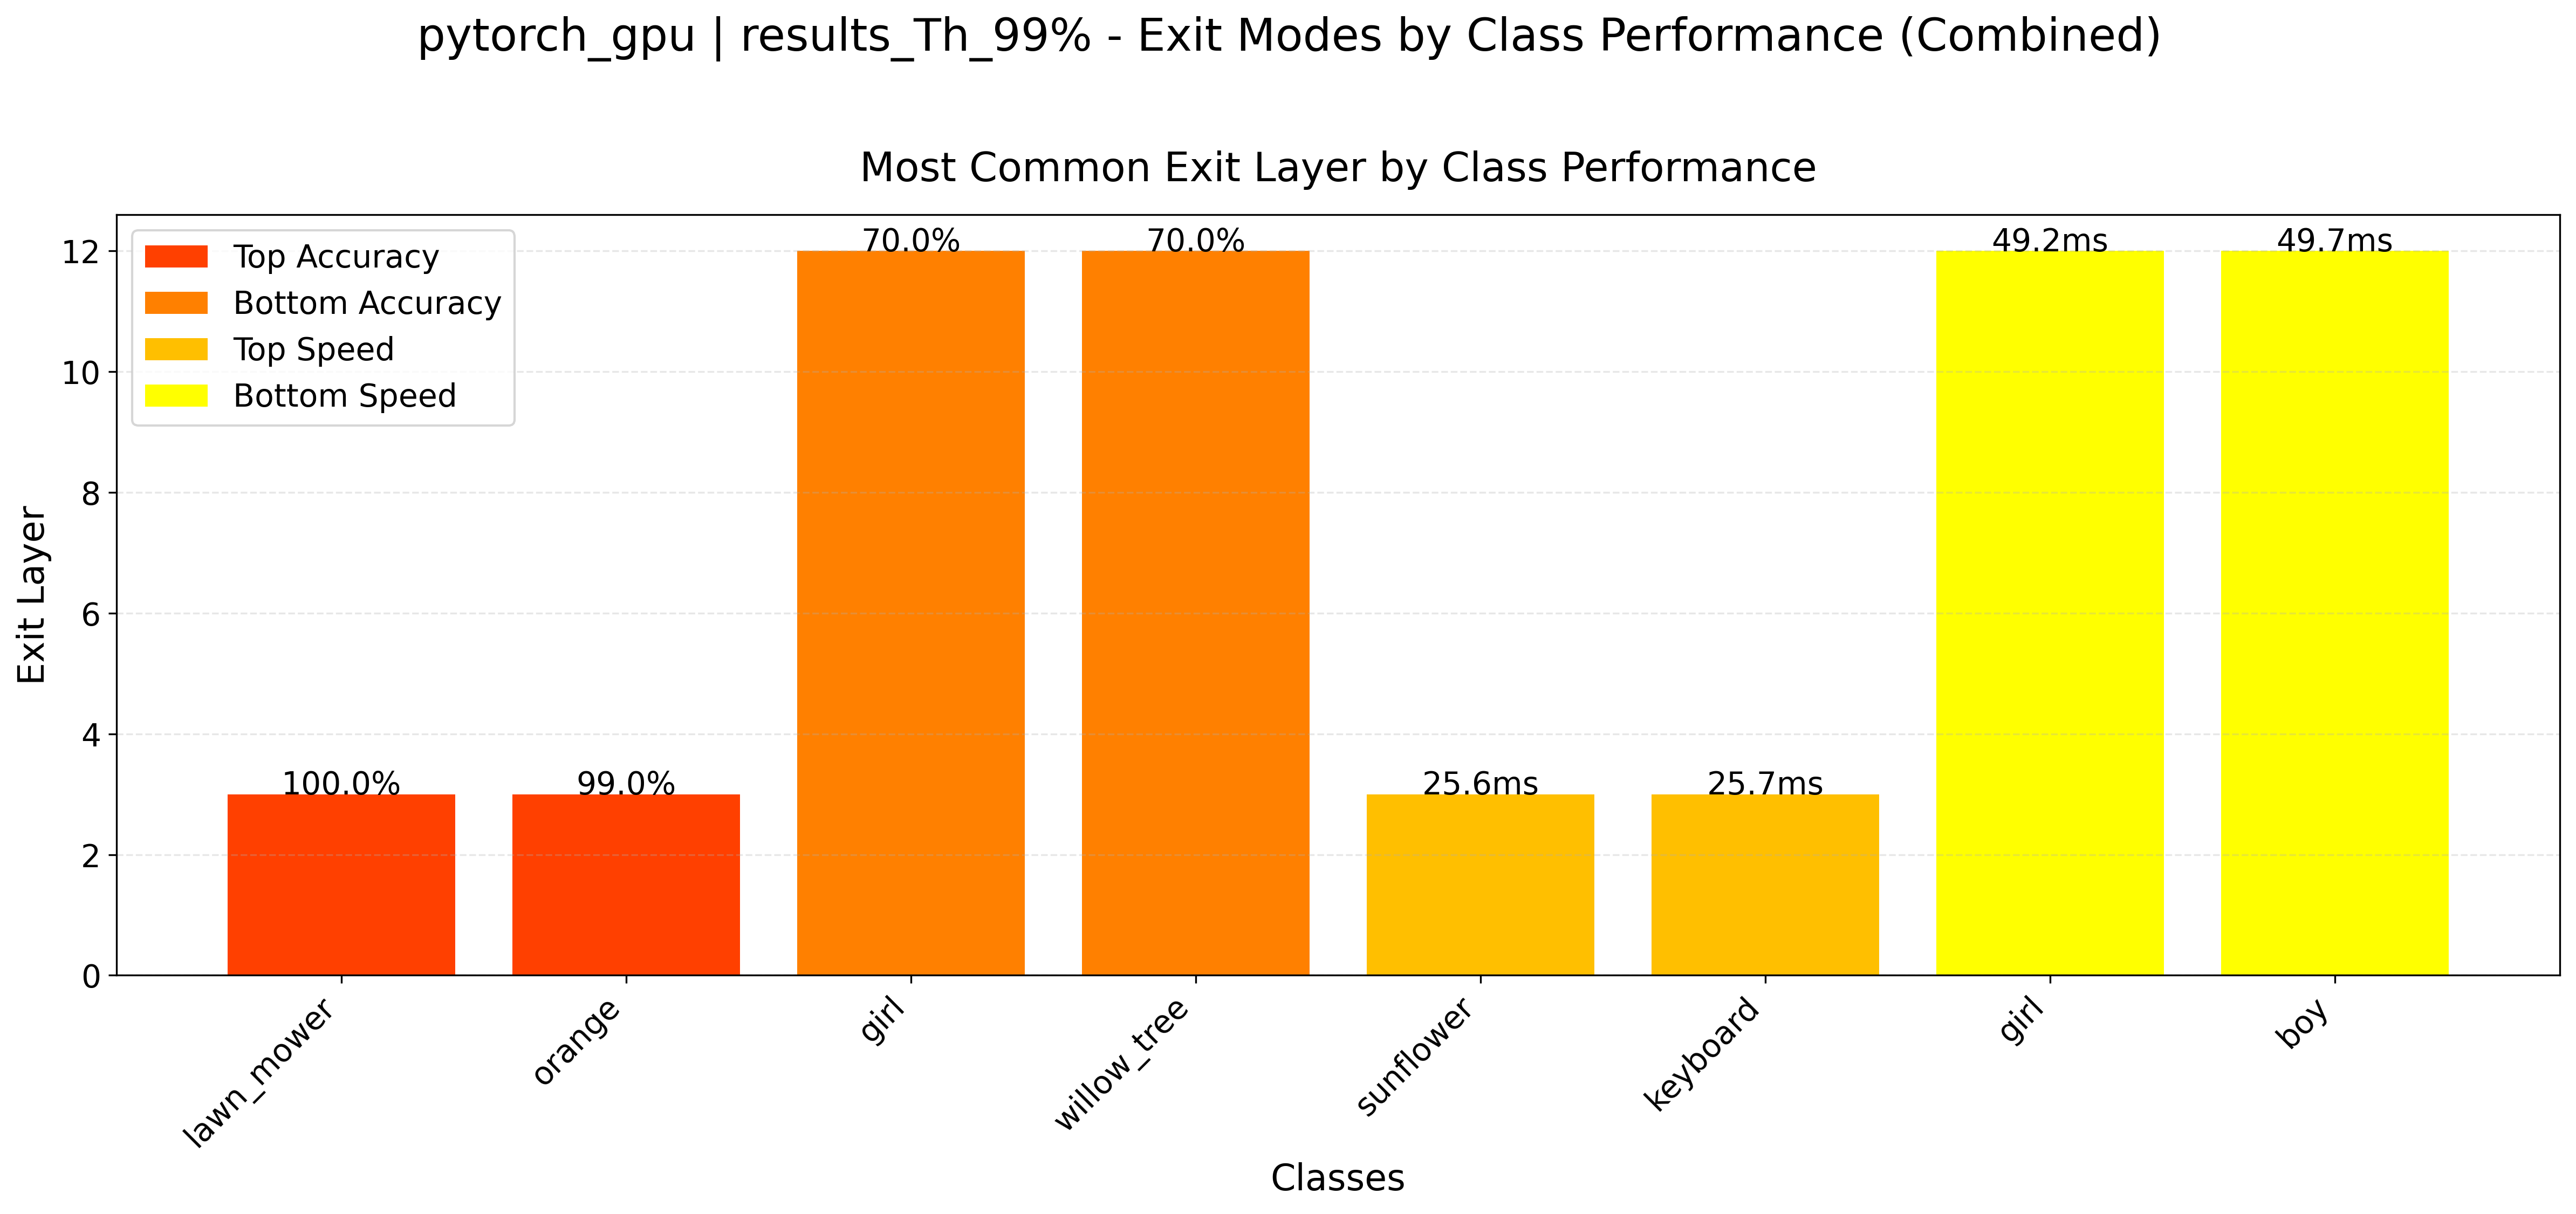 pytorch_gpu | results_Th_99% - Exit Modes by Class Performance (Combined)
Most Common Exit Layer by Class Performance
Top Accuracy
Bottom Accuracy
Top Speed
Bottom Speed
Exit Layer
12
10
8
6
4
2
0
100.0%
99.0%
70.0%
70.0%
25.6ms
25.7ms
49.2ms
49.7ms
lawn_mower
orange
girl
willow_tree
sunflower
keyboard
girl
boy
Classes